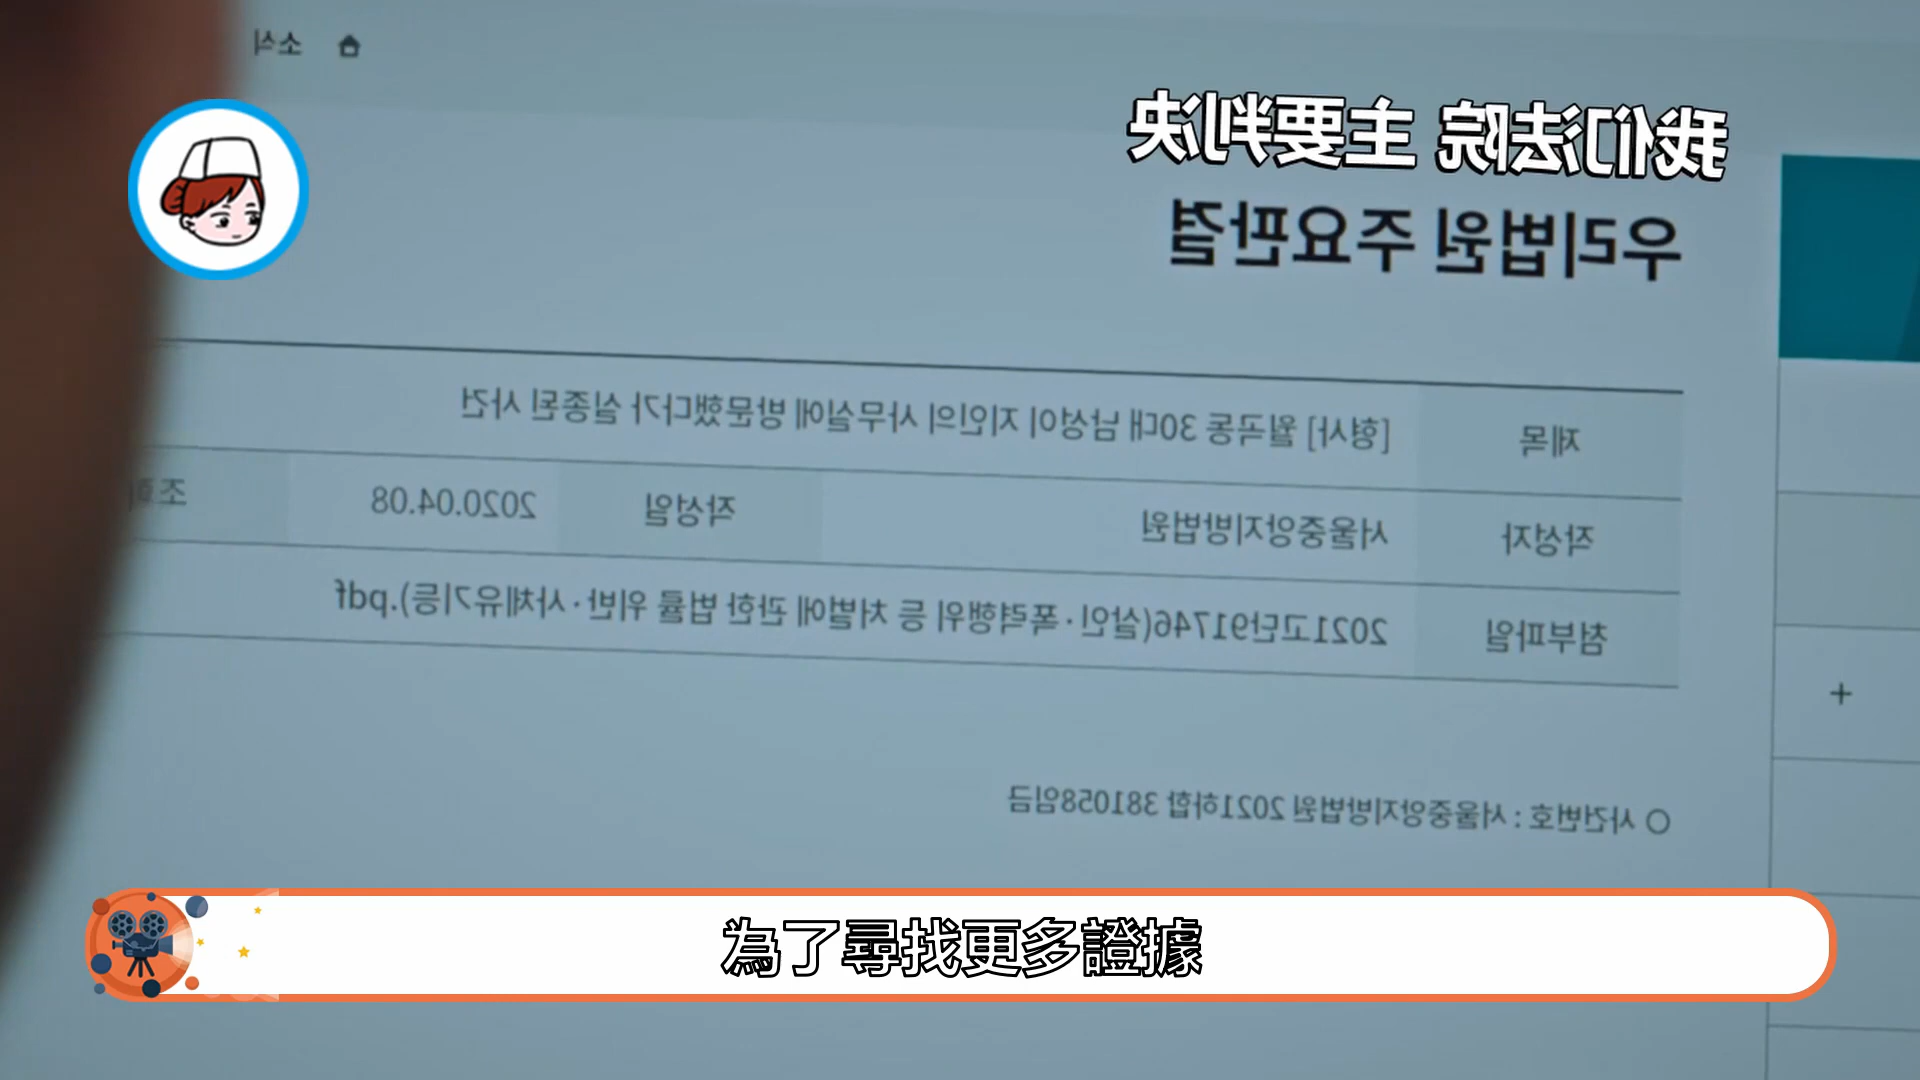 소식
我们法院 主要判决
우리법원 주요판결
제목 [형사] 월곡동 30대 남성이 지인의 사무실에 방문했다가 실종된 사건
작성자 서울중앙지방법원 작성일 2020.04.08 조회
첨부파일 2021고단91746(살인·폭력행위 등 처벌에 관한 법률 위반·사체유기등).pdf
+
○ 사건번호 : 서울중앙지방법원 2021하합 381058임금
為了尋找更多證據